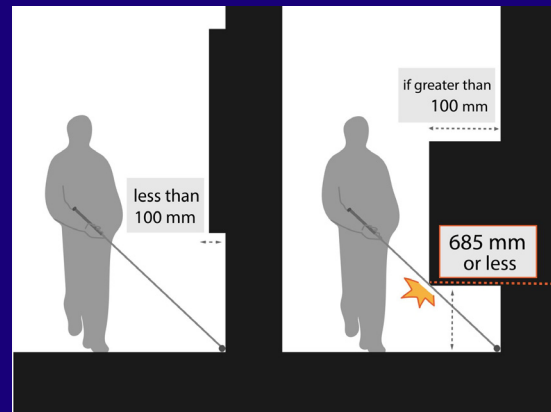 less than
100 mm
if greater than
100 mm
685 mm
or less